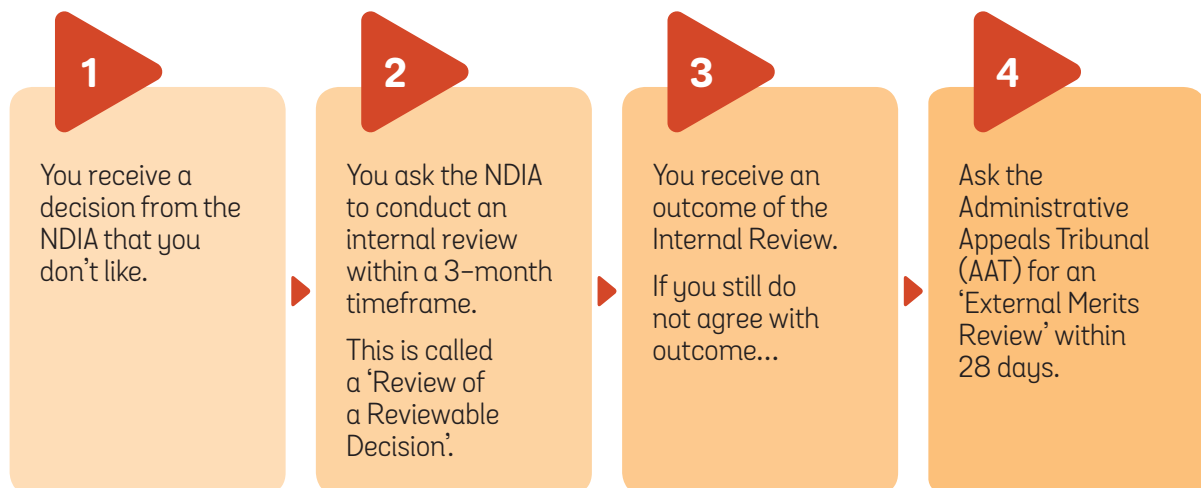 1
You receive a
decision from the
NDIA that you
don’t like.
2
You ask the NDIA
to conduct an
internal review
within a 3-month
timeframe.
This is called
a ‘Review of
a Reviewable
Decision’.
3
You receive an
outcome of the
Internal Review.
If you still do
not agree with
outcome...
4
Ask the
Administrative
Appeals Tribunal
(AAT) for an
‘External Merits
Review’ within
28 days.